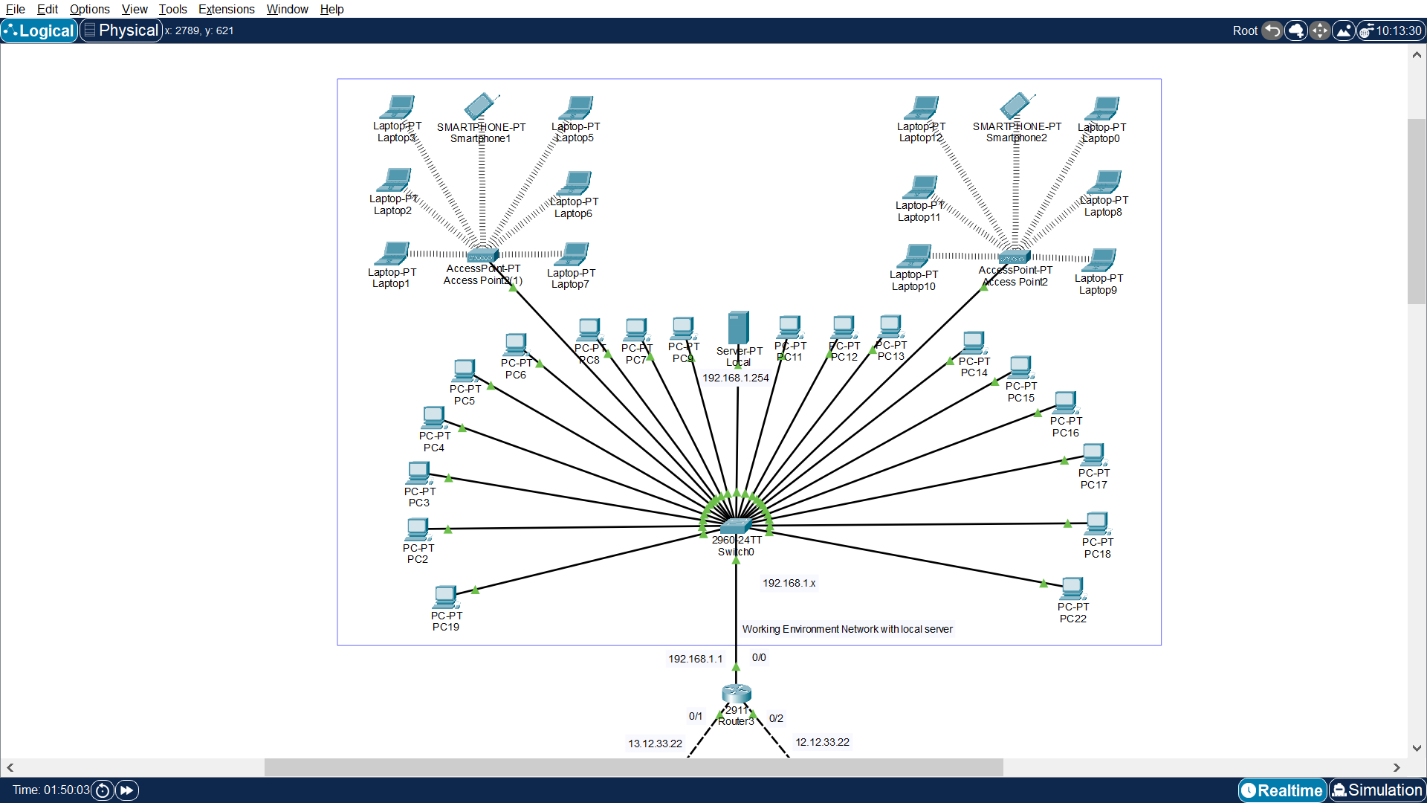 File Edit Options View Tools Extensions Window Help
Logical Physical x: 2789, y: 621 Root 10:13:30
Laptop-PT
Laptop3
SMARTPHONE-PT
Smartphone1
Laptop-PT
Laptop5
Laptop-PT
Laptop12
SMARTPHONE-PT
Smartphone2
Laptop-PT
Laptop0
Laptop-PT
Laptop2
Laptop-PT
Laptop6
Laptop-PT
Laptop11
Laptop-PT
Laptop8
Laptop-PT
Laptop1
AccessPoint-PT
Access Point2(1)
Laptop-PT
Laptop7
Laptop-PT
Laptop10
AccessPoint-PT
Access Point2
Laptop-PT
Laptop9
PC-PT
PC8
PC-PT
PC7
PC-PT
PC9
Server-PT
Local
192.168.1.254
PC-PT
PC11
PC-PT
PC12
PC-PT
PC13
PC-PT
PC6
PC-PT
PC14
PC-PT
PC5
PC-PT
PC15
PC-PT
PC4
PC-PT
PC16
PC-PT
PC3
PC-PT
PC17
PC-PT
PC2
2960-24TT
Switch0
PC-PT
PC18
192.168.1.x
PC-PT
PC19
PC-PT
PC22
Working Environment Network with local server
192.168.1.1 0/0
2911
Router3
0/1 0/2
13.12.33.22 12.12.33.22
Time: 01:50:03 Realtime Simulation